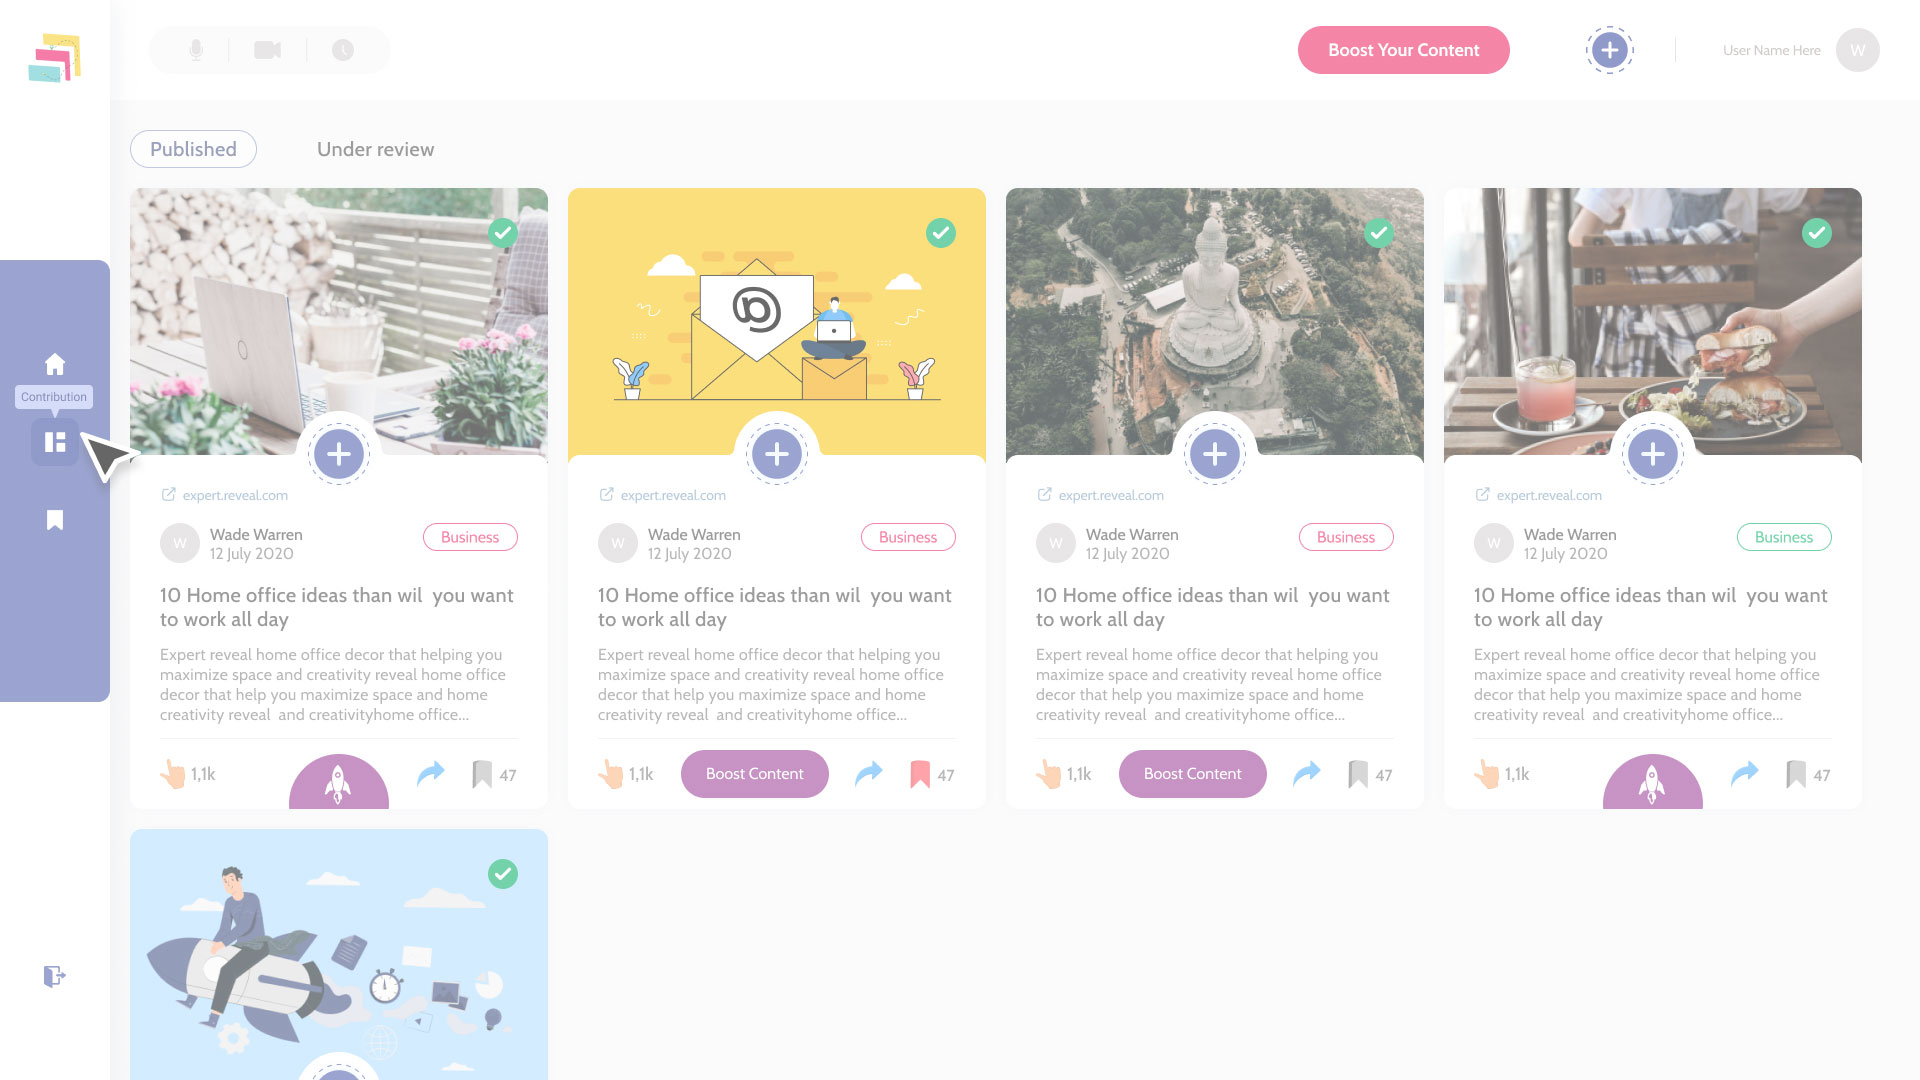 Boost Your Content
User Name Here
W
Published
Under review
Contribution
@
expert.reveal.com
W
Wade Warren
12 July 2020
Business
10 Home office ideas than wil  you want
to work all day
Expert reveal home office decor that helping you
maximize space and creativity reveal home office
decor that help you maximize space and home
creativity reveal  and creativityhome office...
1,1k
47
expert.reveal.com
W
Wade Warren
12 July 2020
Business
10 Home office ideas than wil  you want
to work all day
Expert reveal home office decor that helping you
maximize space and creativity reveal home office
decor that help you maximize space and home
creativity reveal  and creativityhome office...
1,1k
Boost Content
47
expert.reveal.com
W
Wade Warren
12 July 2020
Business
10 Home office ideas than wil  you want
to work all day
Expert reveal home office decor that helping you
maximize space and creativity reveal home office
decor that help you maximize space and home
creativity reveal  and creativityhome office...
1,1k
Boost Content
47
expert.reveal.com
W
Wade Warren
12 July 2020
Business
10 Home office ideas than wil  you want
to work all day
Expert reveal home office decor that helping you
maximize space and creativity reveal home office
decor that help you maximize space and home
creativity reveal  and creativityhome office...
1,1k
47